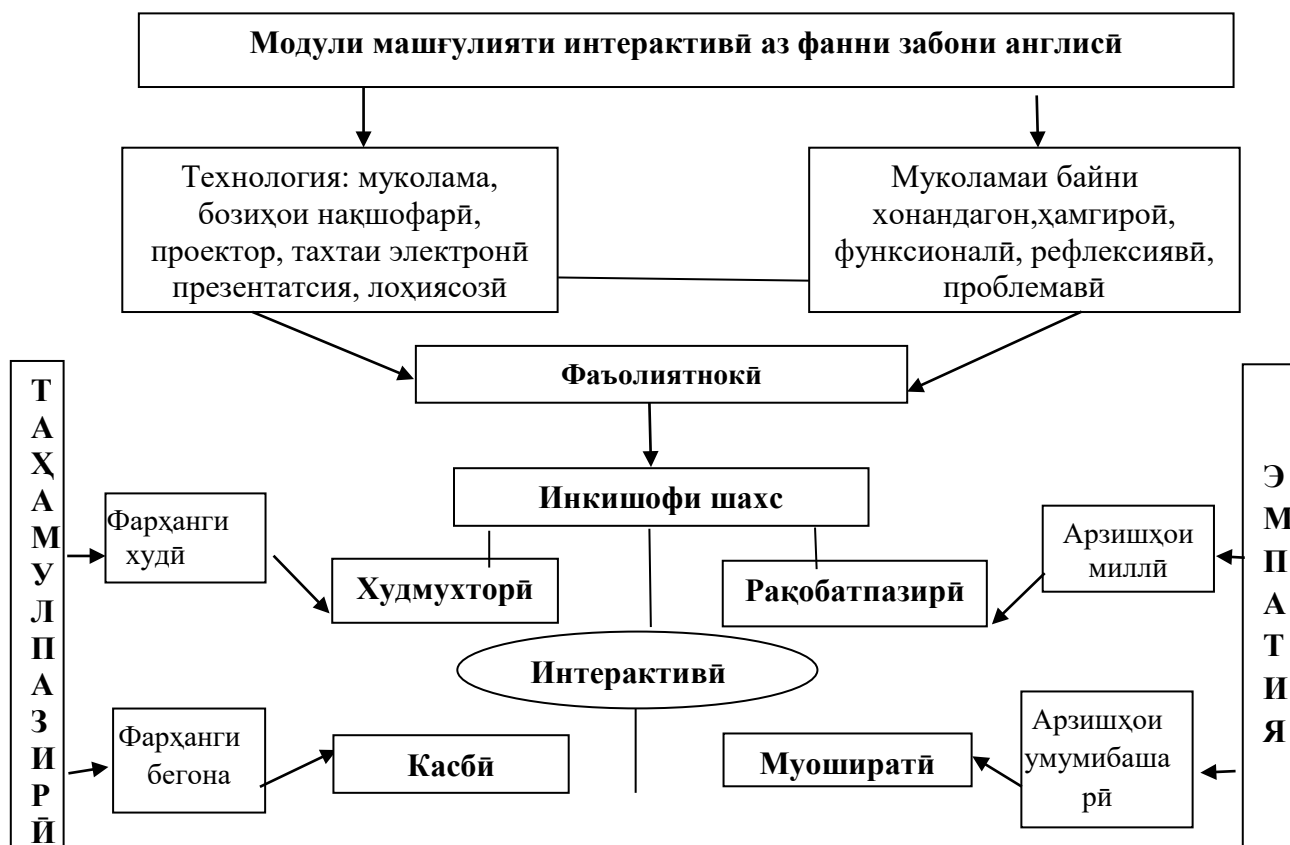 Модули машғулияти интерактивӣ аз фанни забони англисӣ
Технология: муколама,
бозиҳои нақшофарӣ,
проектор, тахтаи электронӣ
презентатсия, лоҳиясозӣ
Муколамаи байни
хонандагон,ҳамгироӣ,
функсионалӣ, рефлексиявӣ,
проблемавӣ
Фаъолиятнокӣ
Инкишофи шахс
Т
А
Ҳ
А
М
У
Л
П
А
З
И
Р
Ӣ
Фарҳанги
худӣ
Худмухторӣ
Рақобатпазирӣ
Арзишҳои
миллӣ
Э
М
П
А
Т
И
Я
Интерактивӣ
Фарҳанги
бегона
Касбӣ
Муоширатӣ
Арзишҳои
умумибаша
рӣ